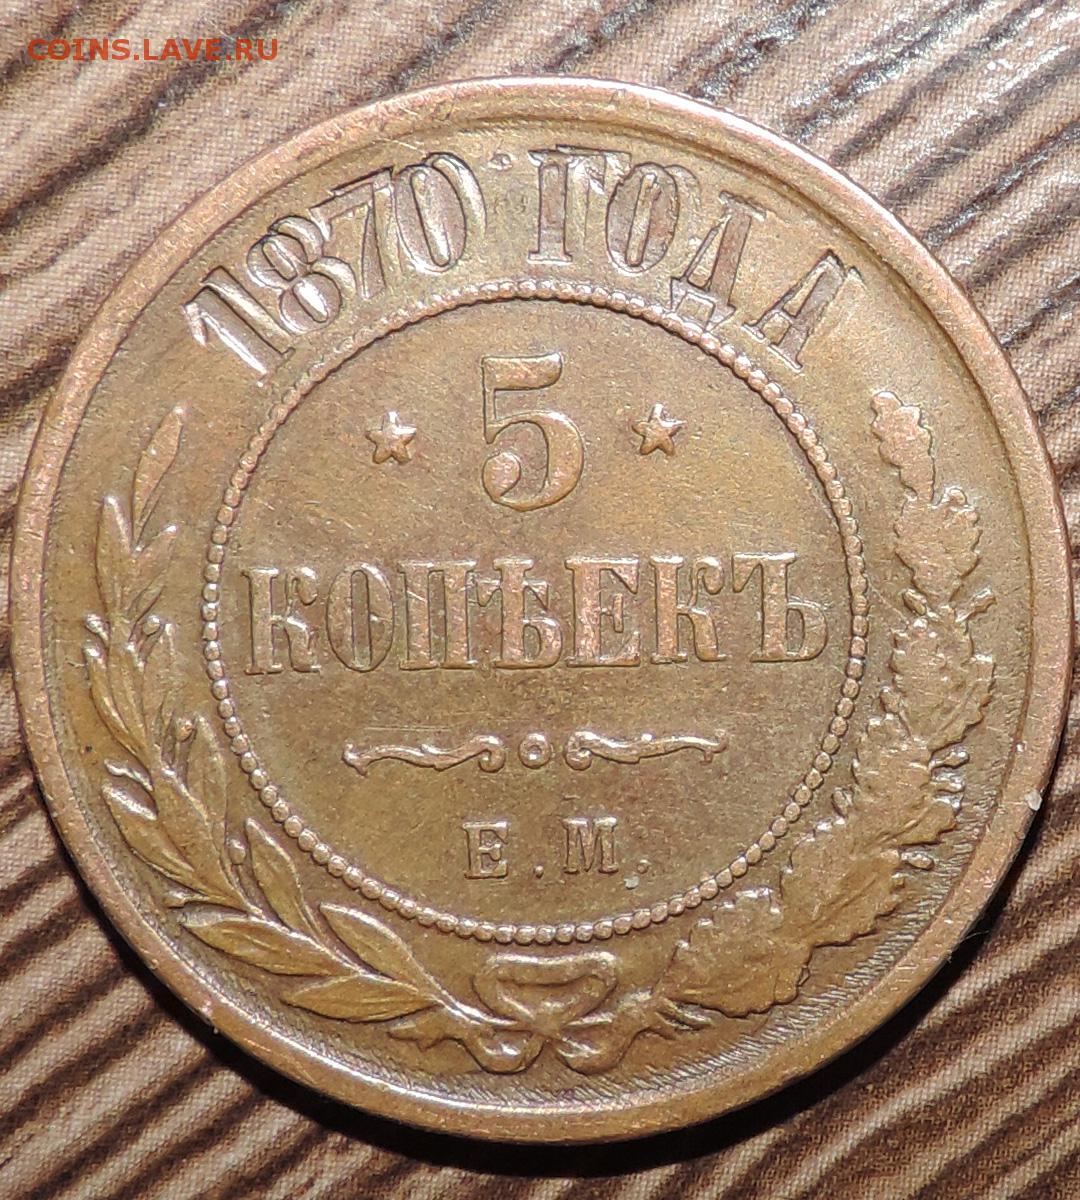 COINS.LAVE.RU
1870 ГОДА
5
КОПѢЕКЪ
Е.М.